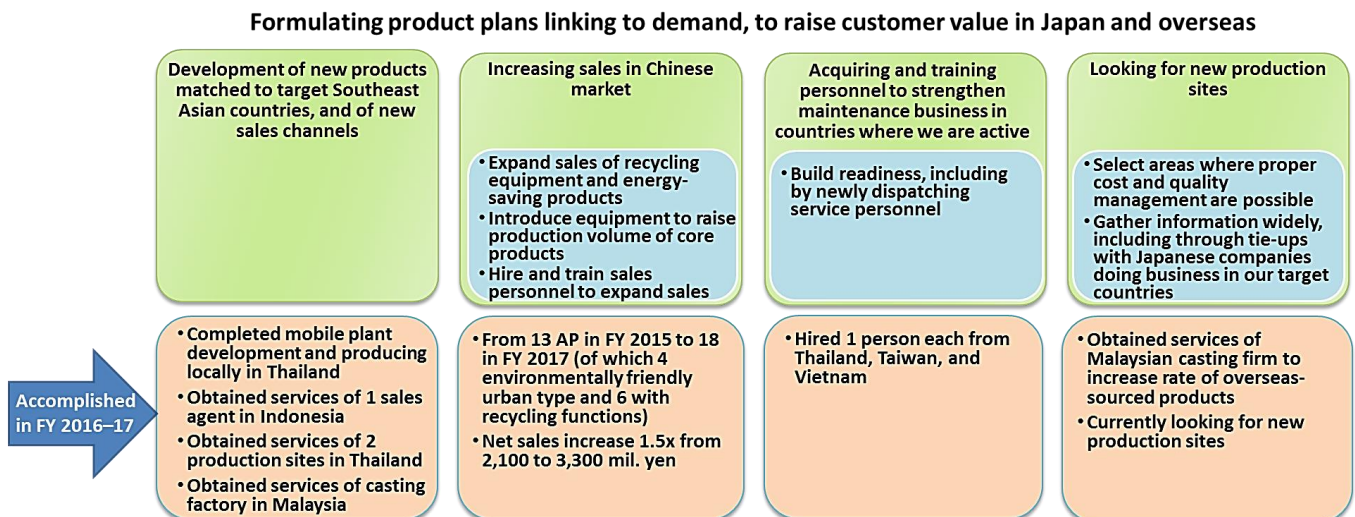 Formulating product plans linking to demand, to raise customer value in Japan and overseas
Development of new products
matched to target Southeast
Asian countries, and of new
sales channels
Increasing sales in Chinese
market
• Expand sales of recycling
equipment and energy-
saving products
• Introduce equipment to raise
production volume of core
products
• Hire and train sales
personnel to expand sales
Acquiring and training
personnel to strengthen
maintenance business in
countries where we are active
• Build readiness, including
by newly dispatching
service personnel
Looking for new production
sites
• Select areas where proper
cost and quality
management are possible
• Gather information widely,
including through tie-ups
with Japanese companies
doing business in our target
countries
Accomplished
in FY 2016–17
• Completed mobile plant
development and producing
locally in Thailand
• Obtained services of 1 sales
agent in Indonesia
• Obtained services of 2
production sites in Thailand
• Obtained services of casting
factory in Malaysia
• From 13 AP in FY 2015 to 18
in FY 2017 (of which 4
environmentally friendly
urban type and 6 with
recycling functions)
• Net sales increase 1.5x from
2,100 to 3,300 mil. yen
• Hired 1 person each from
Thailand, Taiwan, and
Vietnam
• Obtained services of
Malaysian casting firm to
increase rate of overseas-
sourced products
• Currently looking for new
production sites